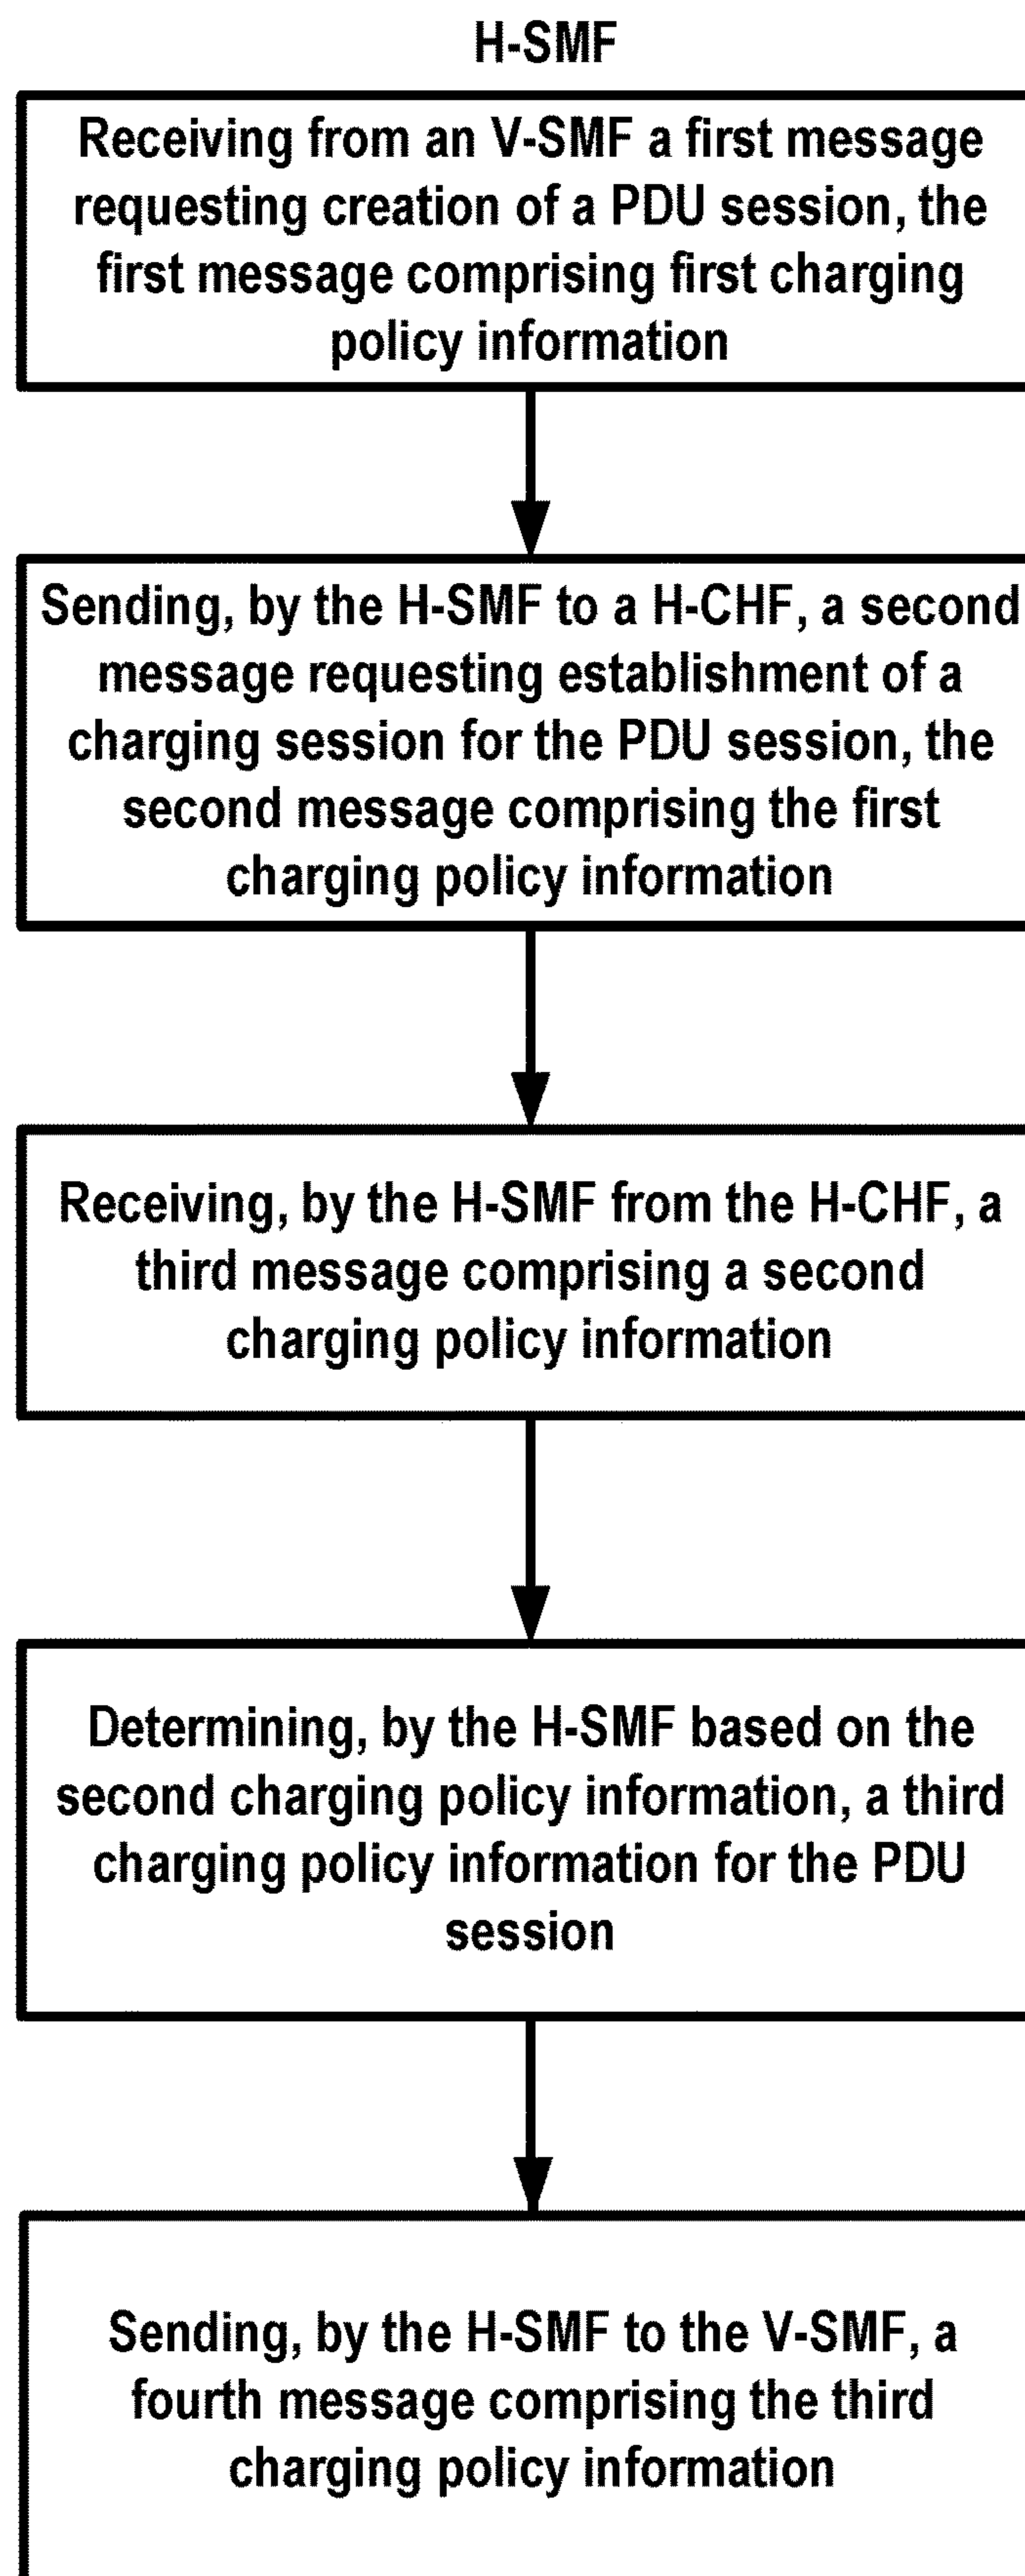 H-SMF
Receiving from an V-SMF a first message
requesting creation of a PDU session, the
first message comprising first charging
policy information
Sending, by the H-SMF to a H-CHF, a second
message requesting establishment of a
charging session for the PDU session, the
second message comprising the first
charging policy information
Receiving, by the H-SMF from the H-CHF, a
third message comprising a second
charging policy information
Determining, by the H-SMF based on the
second charging policy information, a third
charging policy information for the PDU
session
Sending, by the H-SMF to the V-SMF, a
fourth message comprising the third
charging policy information